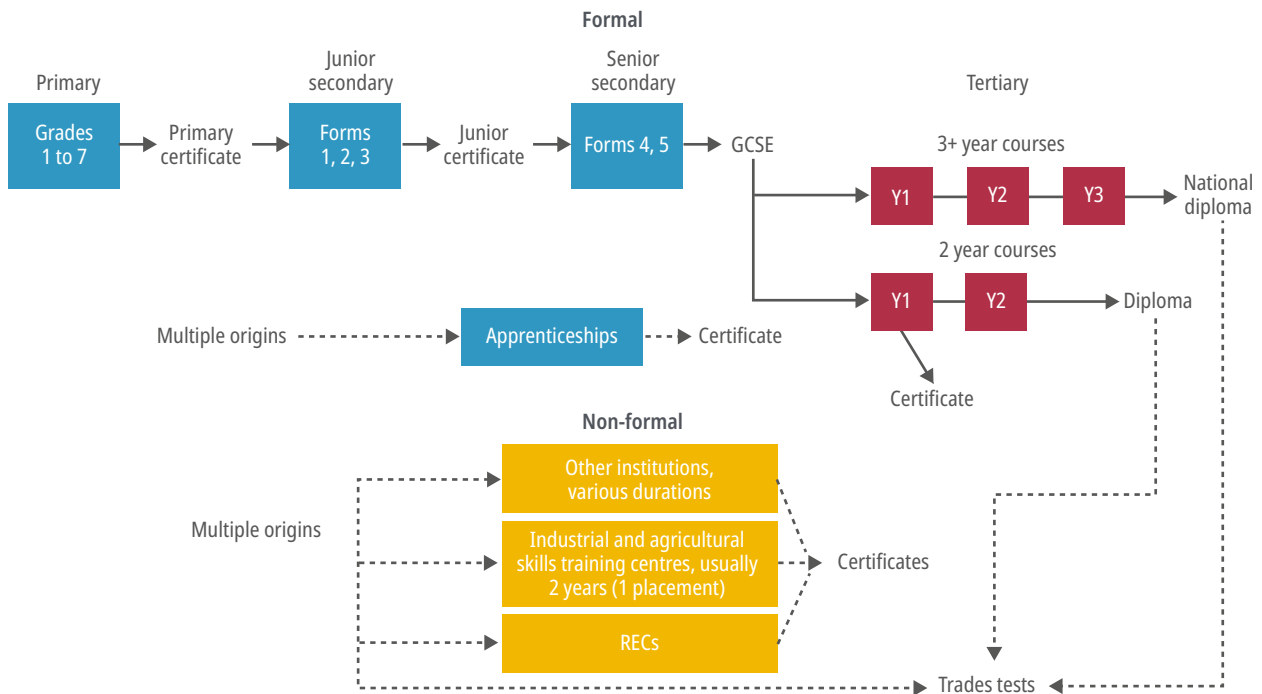 Formal
Primary
Junior
secondary
Senior
secondary
Tertiary
Grades
1 to 7
Primary
certificate
Forms
1, 2, 3
Junior
certificate
Forms 4, 5
GCSE
3+ year courses
Y1
Y2
Y3
National
diploma
2 year courses
Y1
Y2
Diploma
Certificate
Multiple origins
Apprenticeships
Certificate
Non-formal
Multiple origins
Other institutions,
various durations
Industrial and agricultural
skills training centres, usually
2 years (1 placement)
RECs
Certificates
Trades tests